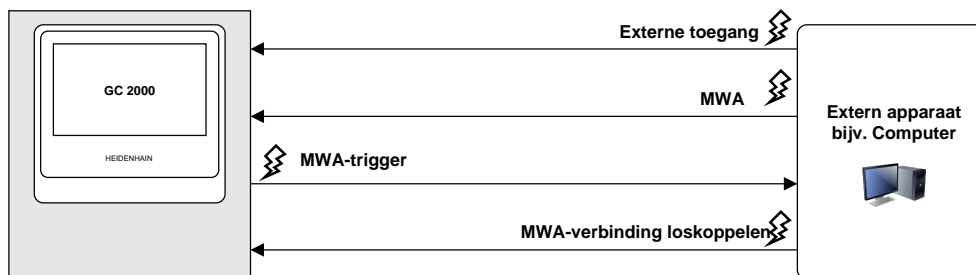 Externe toegang
GC 2000
MWA
Extern apparaat
bijv. Computer
HEIDENHAIN
MWA-trigger
MWA-verbinding loskoppelen